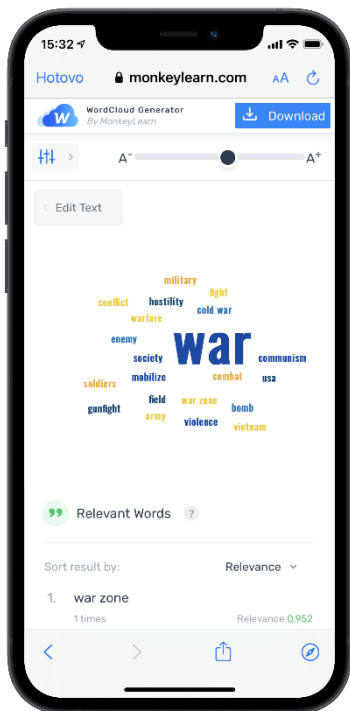 15:32
Hotovo
monkeylearn.com
AA
W
WordCloud Generator
By MonkeyLearn
Download
A-
A+
Edit Text
military
fight
conflict
hostility
cold war
warfare
enemy
war
society
communism
mobilize
combat
usa
soldiers
field
war zone
gunfight
bomb
army
violence
vietnam
Relevant Words ?
Sort result by:
Relevance
1. war zone
1 times
Relevance 0.952